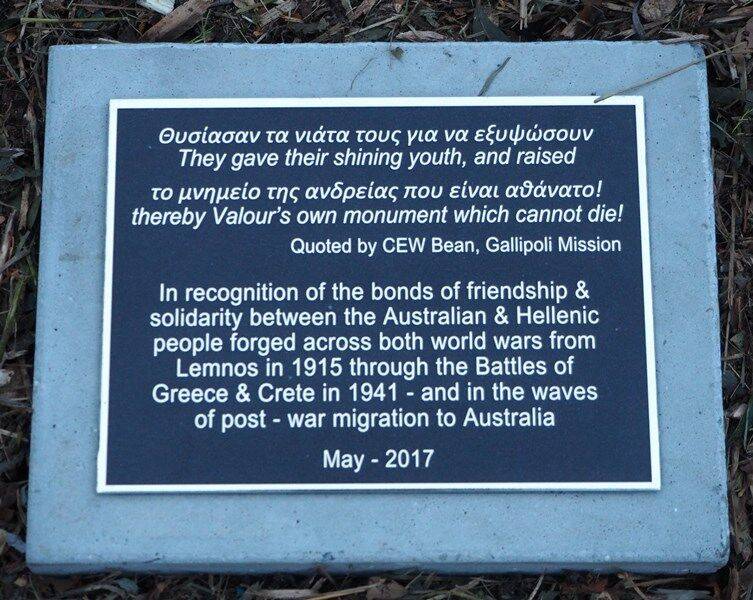 Θυσίασαν τα νιάτα τους για να εξυψώσουν
They gave their shining youth, and raised
το μνημείο της ανδρείας που είναι αθάνατο!
thereby Valour's own monument which cannot die!
Quoted by CEW Bean, Gallipoli Mission
In recognition of the bonds of friendship &
solidarity between the Australian & Hellenic
people forged across both world wars from
Lemnos in 1915 through the Battles of
Greece & Crete in 1941 - and in the waves
of post - war migration to Australia
May - 2017